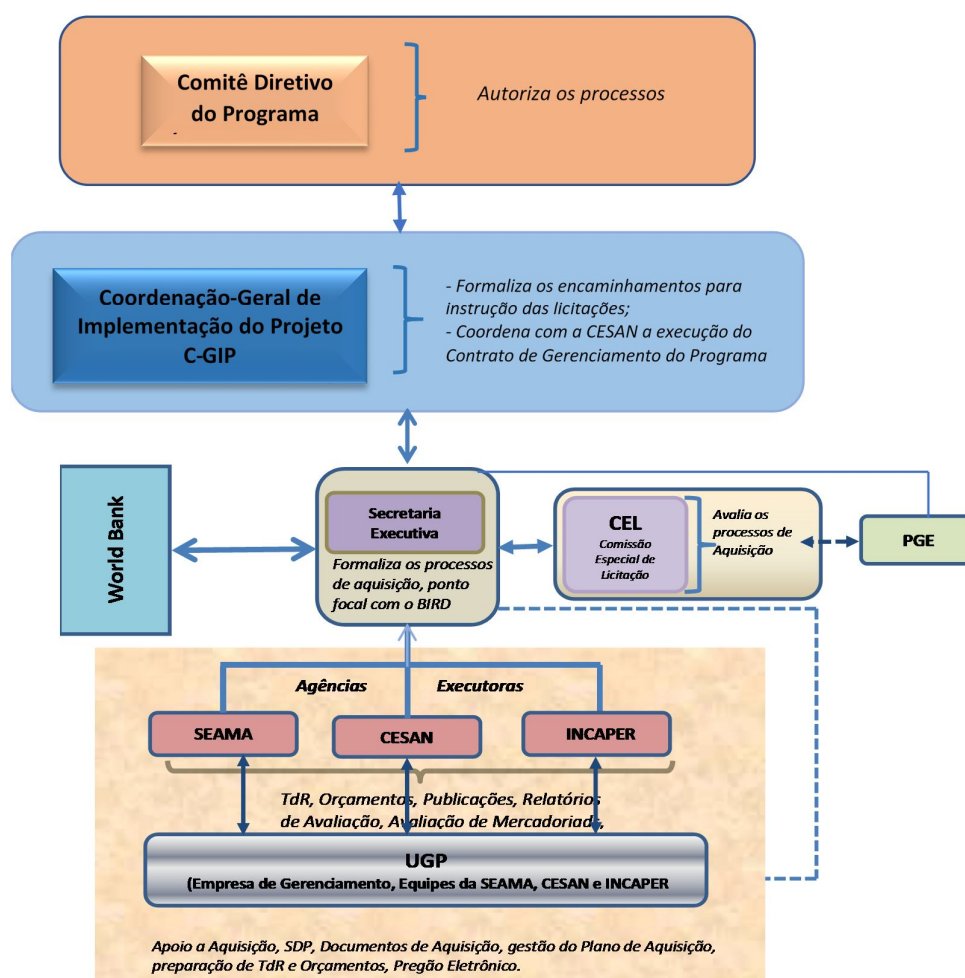 Comitê Diretivo
do Programa
-
Autoriza os processos
Coordenação-Geral de
Implementação do Projeto
C-GIP
- Formaliza os encaminhamentos para
instrução das licitações;
- Coordena com a CESAN a execução do
Contrato de Gerenciamento do Programa
World Bank
Secretaria
Executiva
Formaliza os processos
de aquisição, ponto
focal com o BIRD
CEL
Comissão
Especial de
Licitação
Avalia os
processos de
Aquisição
PGE
Agências Executoras
SEAMA
CESAN
INCAPER
TdR, Orçamentos, Publicações, Relatórios
de Avaliação, Avaliação de Mercadoriads,
UGP
(Empresa de Gerenciamento, Equipes da SEAMA, CESAN e INCAPER
Apoio a Aquisição, SDP, Documentos de Aquisição, gestão do Plano de Aquisição,
preparação de TdR e Orçamentos, Pregão Eletrônico.